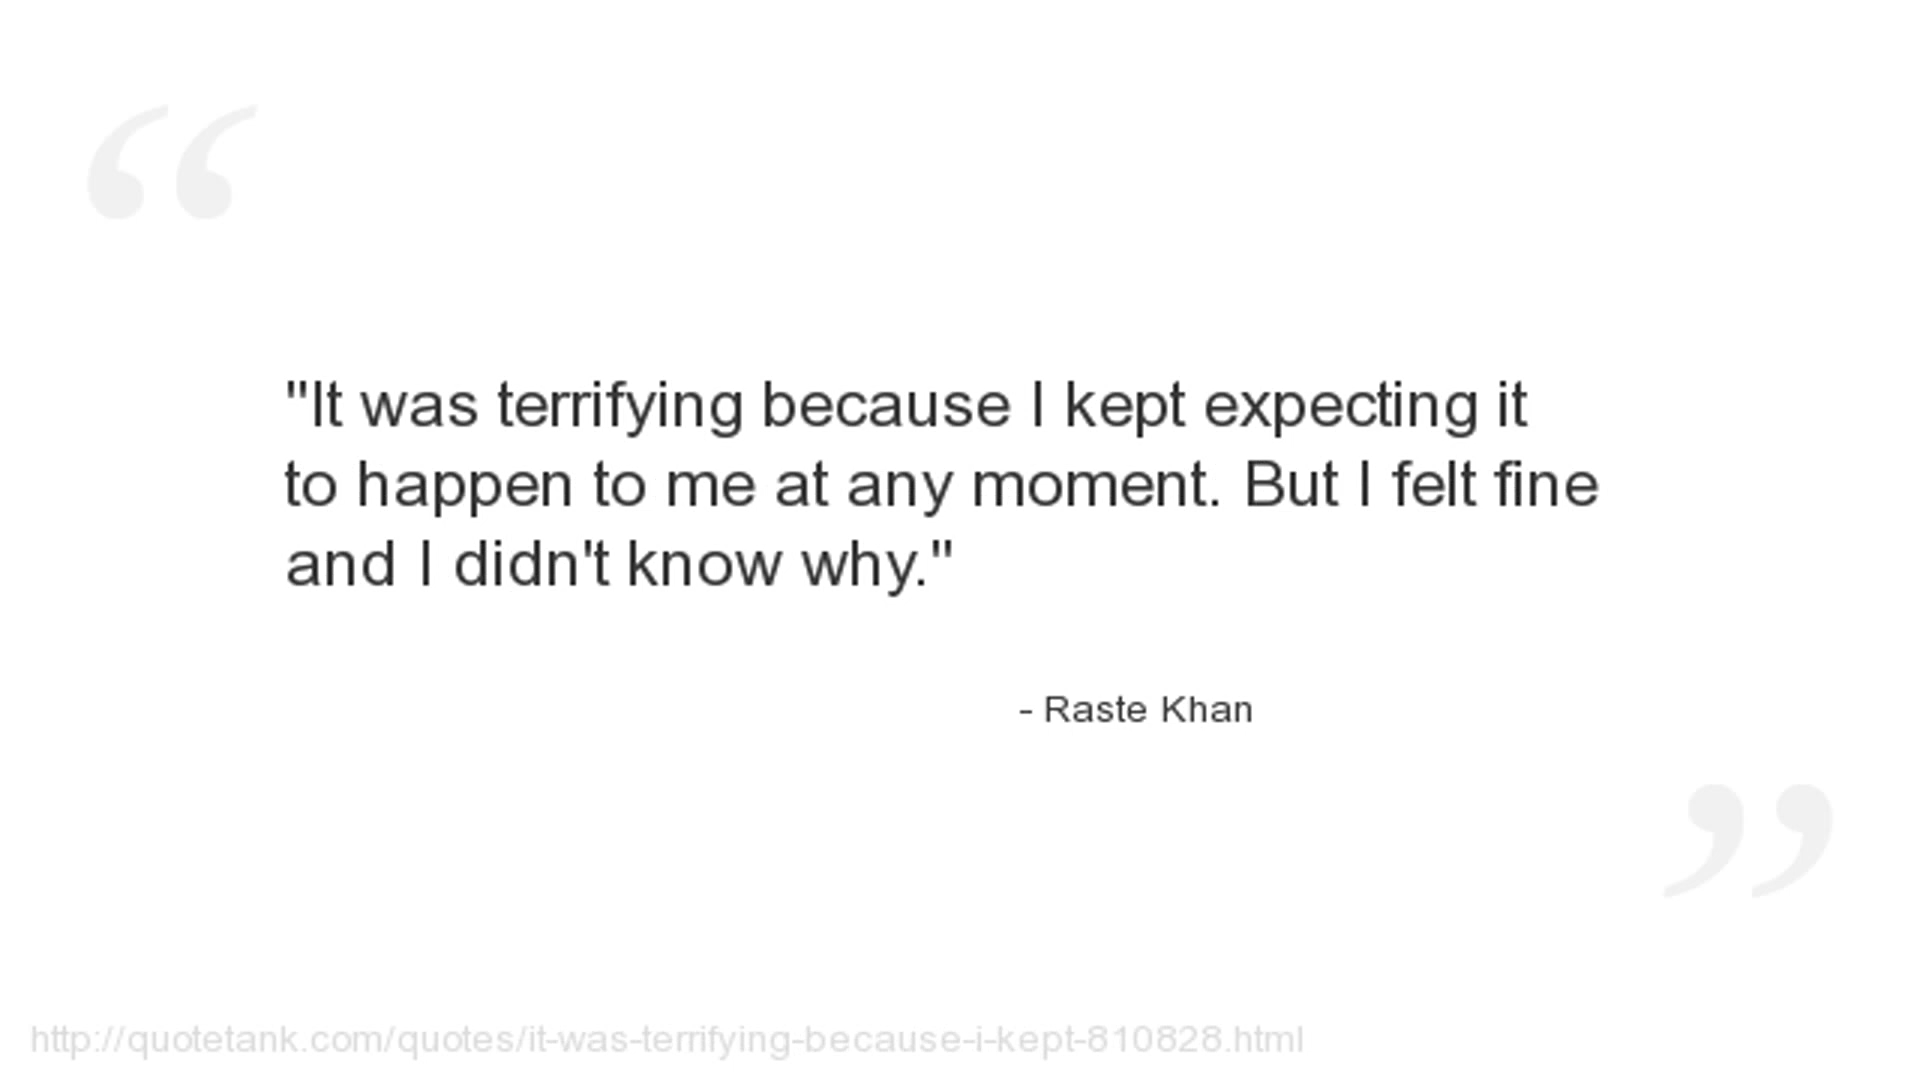 "It was terrifying because I kept expecting it
to happen to me at any moment. But I felt fine
and I didn't know why."
- Raste Khan
http://quotetank.com/quotes/it-was-terrifying-because-i-kept-810828.html